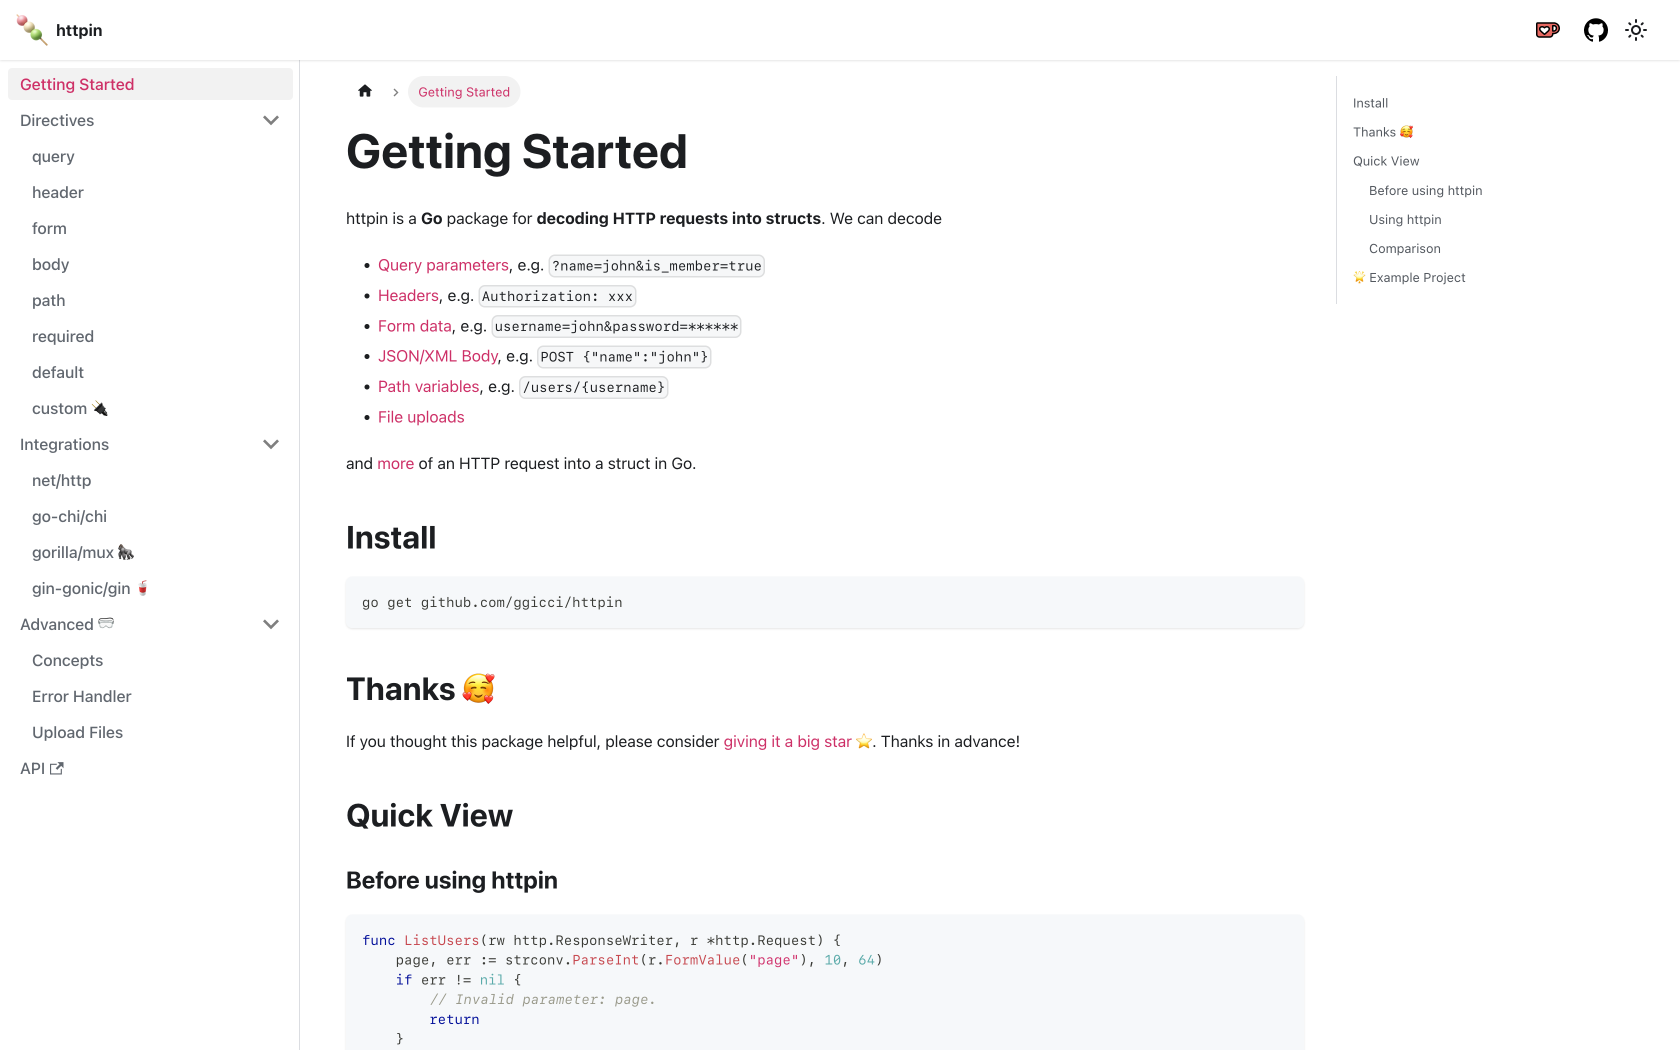 httpin
Getting Started
Directives
query
header
form
body
path
required
default
custom 🔌
Integrations
net/http
go-chi/chi
gorilla/mux 🦍
gin-gonic/gin 🍹
Advanced 🥽
Concepts
Error Handler
Upload Files
API
Getting Started
Getting Started
httpin is a Go package for decoding HTTP requests into structs. We can decode
• Query parameters, e.g. ?name=john&is_member=true
• Headers, e.g. Authorization: xxx
• Form data, e.g. username=john&password=******
• JSON/XML Body, e.g. POST {"name":"john"}
• Path variables, e.g. /users/{username}
• File uploads
and more of an HTTP request into a struct in Go.
Install
go get github.com/ggicci/httpin
Thanks 🥰
If you thought this package helpful, please consider giving it a big star ⭐. Thanks in advance!
Quick View
Before using httpin
func ListUsers(rw http.ResponseWriter, r *http.Request) {
    page, err := strconv.ParseInt(r.FormValue("page"), 10, 64)
    if err != nil {
        // Invalid parameter: page.
        return
    }
Install
Thanks 🥰
Quick View
Before using httpin
Using httpin
Comparison
🌟 Example Project